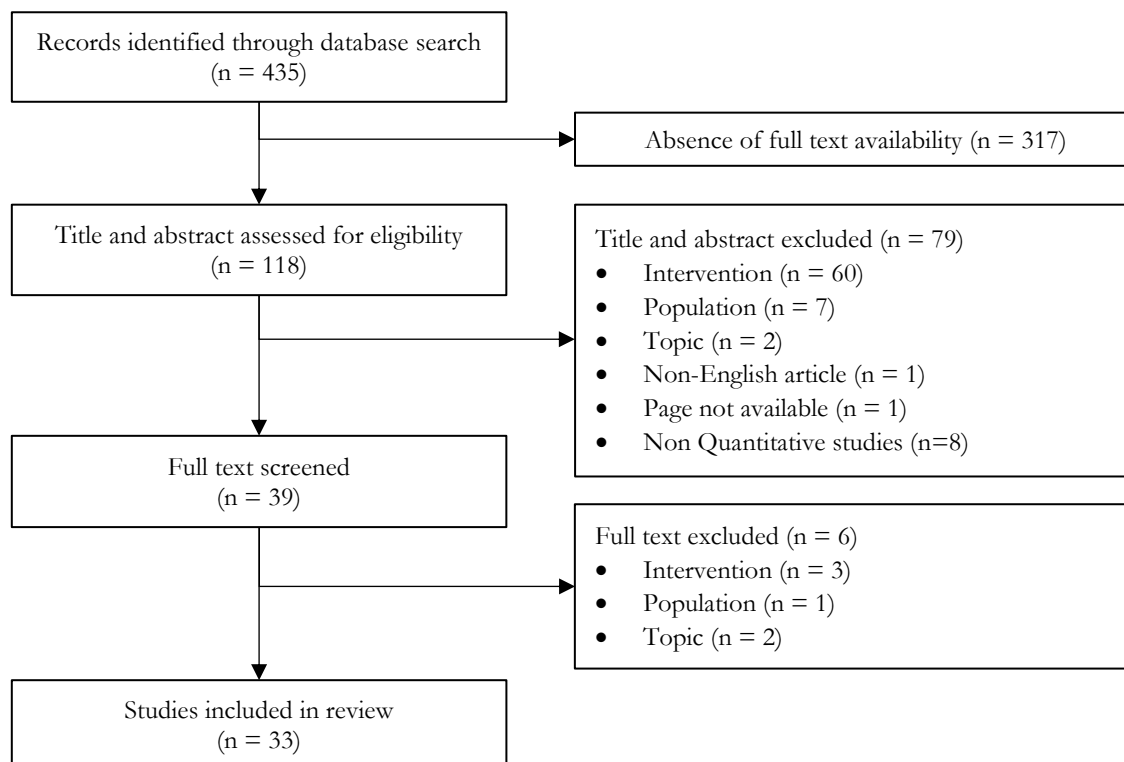 Records identified through database search
(n = 435)
Absence of full text availability (n = 317)
Title and abstract assessed for eligibility
(n = 118)
Title and abstract excluded (n = 79)
• Intervention (n = 60)
• Population (n = 7)
• Topic (n = 2)
• Non-English article (n = 1)
• Page not available (n = 1)
• Non Quantitative studies (n=8)
Full text screened
(n = 39)
Full text excluded (n = 6)
• Intervention (n = 3)
• Population (n = 1)
• Topic (n = 2)
Studies included in review
(n = 33)